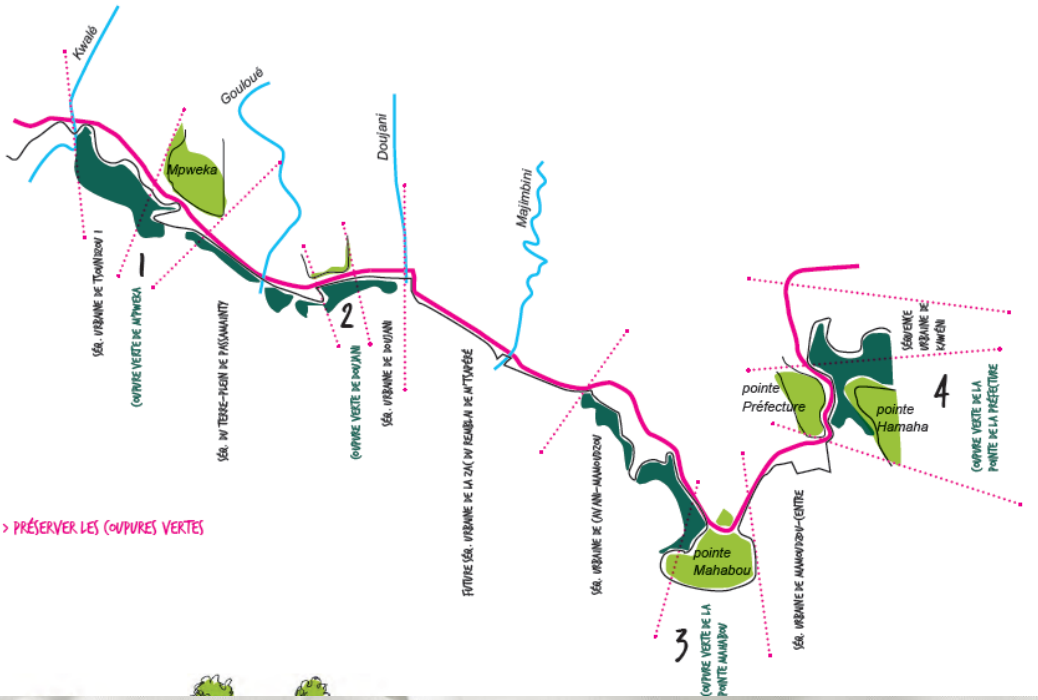 Kwalé
Gouloué
Doujani
Majimbini
Mpweka
SÉQ. URBAINE DE TSOUNDZOU 1
1
COUPURE VERTE DE M'PWEKA
SÉQ. DU TERRE-PLEIN DE PASSAMAINTY
2
COUPURE VERTE DE DOUJANI
SÉQ. URBAINE DE DOUJANI
FUTURE SÉQ. URBAINE DE LA ZAC DU REMBLAI DE M'TSAPÉRÉ
SÉQ. URBAINE DE CAVANI-MAMOUDZOU
pointe
Mahabou
3
COUPURE VERTE DE LA
POINTE MAHABOU
SÉQ. URBAINE DE MAMOUDZOU-CENTRE
pointe
Préfecture
pointe
Hamaha
SÉQUENCE
URBAINE DE
KAWÉNI
4
COUPURE VERTE DE LA
POINTE DE LA PRÉFECTURE
> PRÉSERVER LES COUPURES VERTES